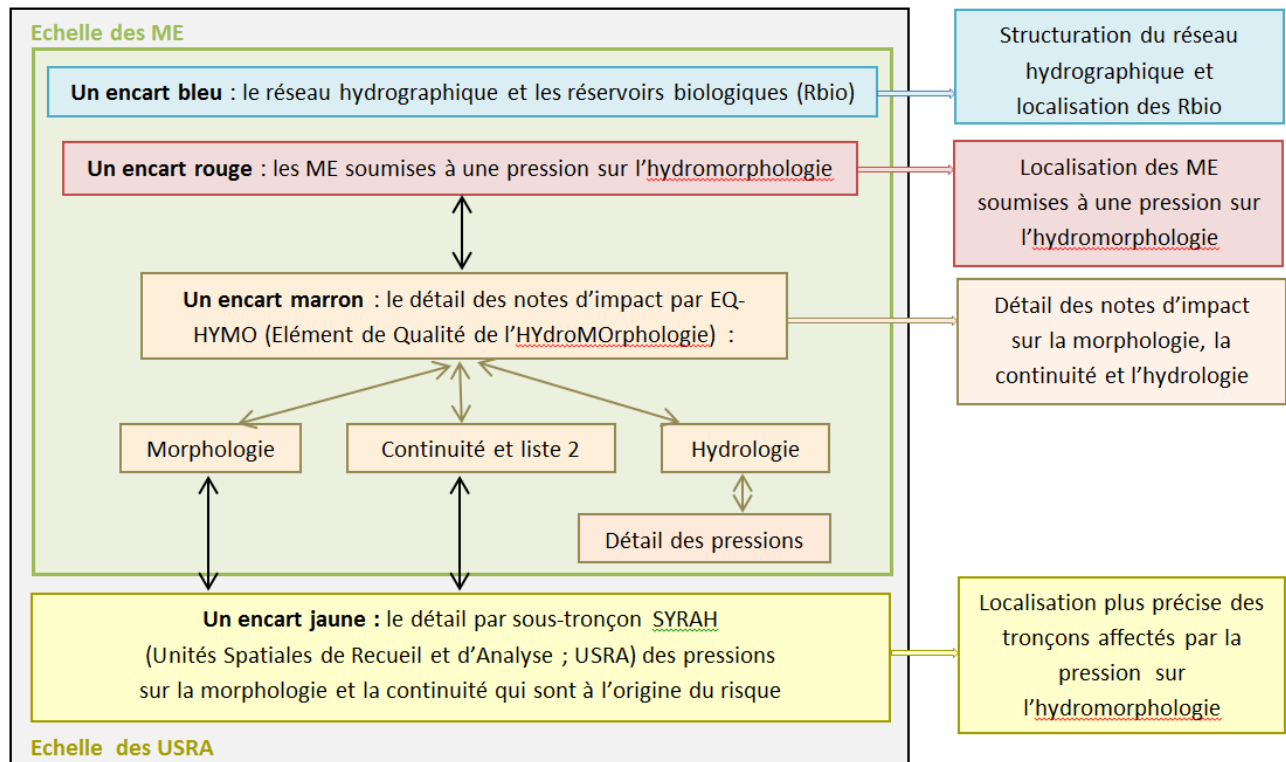 Echelle des ME
Un encart bleu : le réseau hydrographique et les réservoirs biologiques (Rbio)
Structuration du réseau
hydrographique et
localisation des Rbio
Un encart rouge : les ME soumises à une pression sur l'hydromorphologie
Localisation des ME
soumises à une pression sur
l'hydromorphologie
Un encart marron : le détail des notes d'impact par EQ-
HYMO (Elément de Qualité de l'HYdroMOrphologie) :
Détail des notes d'impact
sur la morphologie, la
continuité et l'hydrologie
Morphologie
Continuité et liste 2
Hydrologie
Détail des pressions
Un encart jaune : le détail par sous-tronçon SYRAH
(Unités Spatiales de Recueil et d'Analyse ; USRA) des pressions
sur la morphologie et la continuité qui sont à l'origine du risque
Localisation plus précise des
tronçons affectés par la
pression sur
l'hydromorphologie
Echelle des USRA